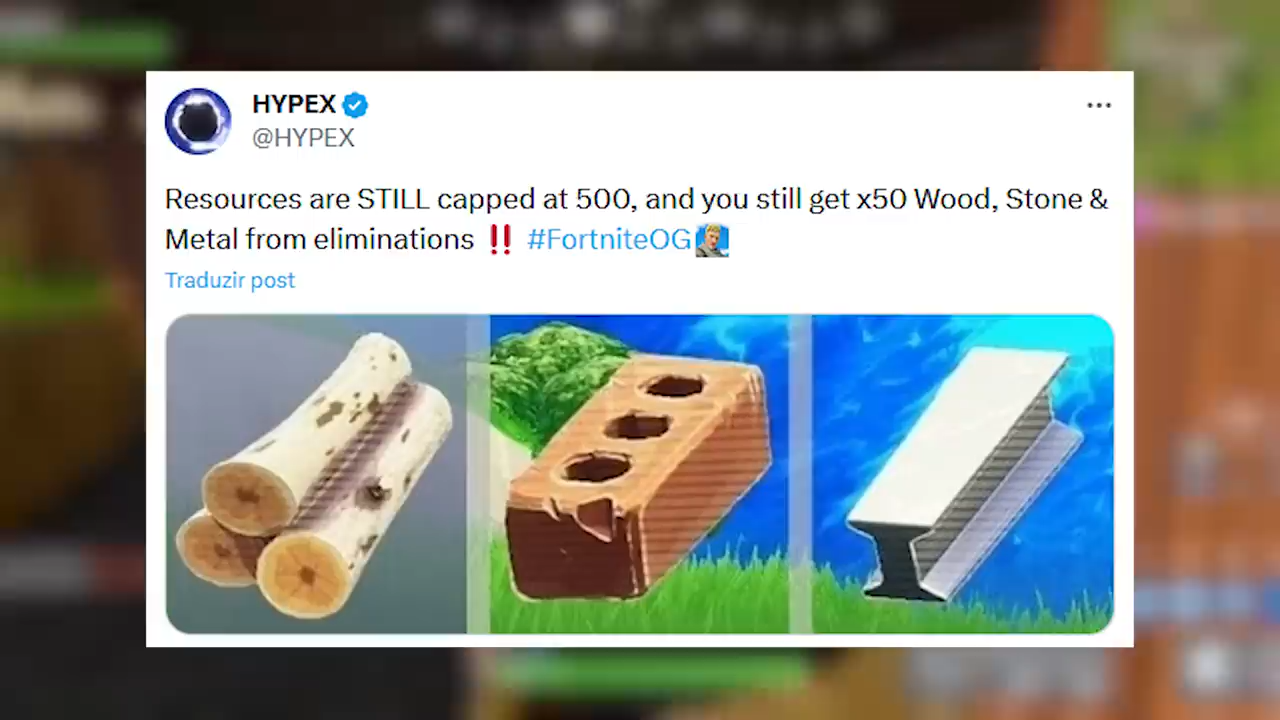 HYPEX
@HYPEX
Resources are STILL capped at 500, and you still get x50 Wood, Stone &
Metal from eliminations ‼️ #FortniteOG
Traduzir post